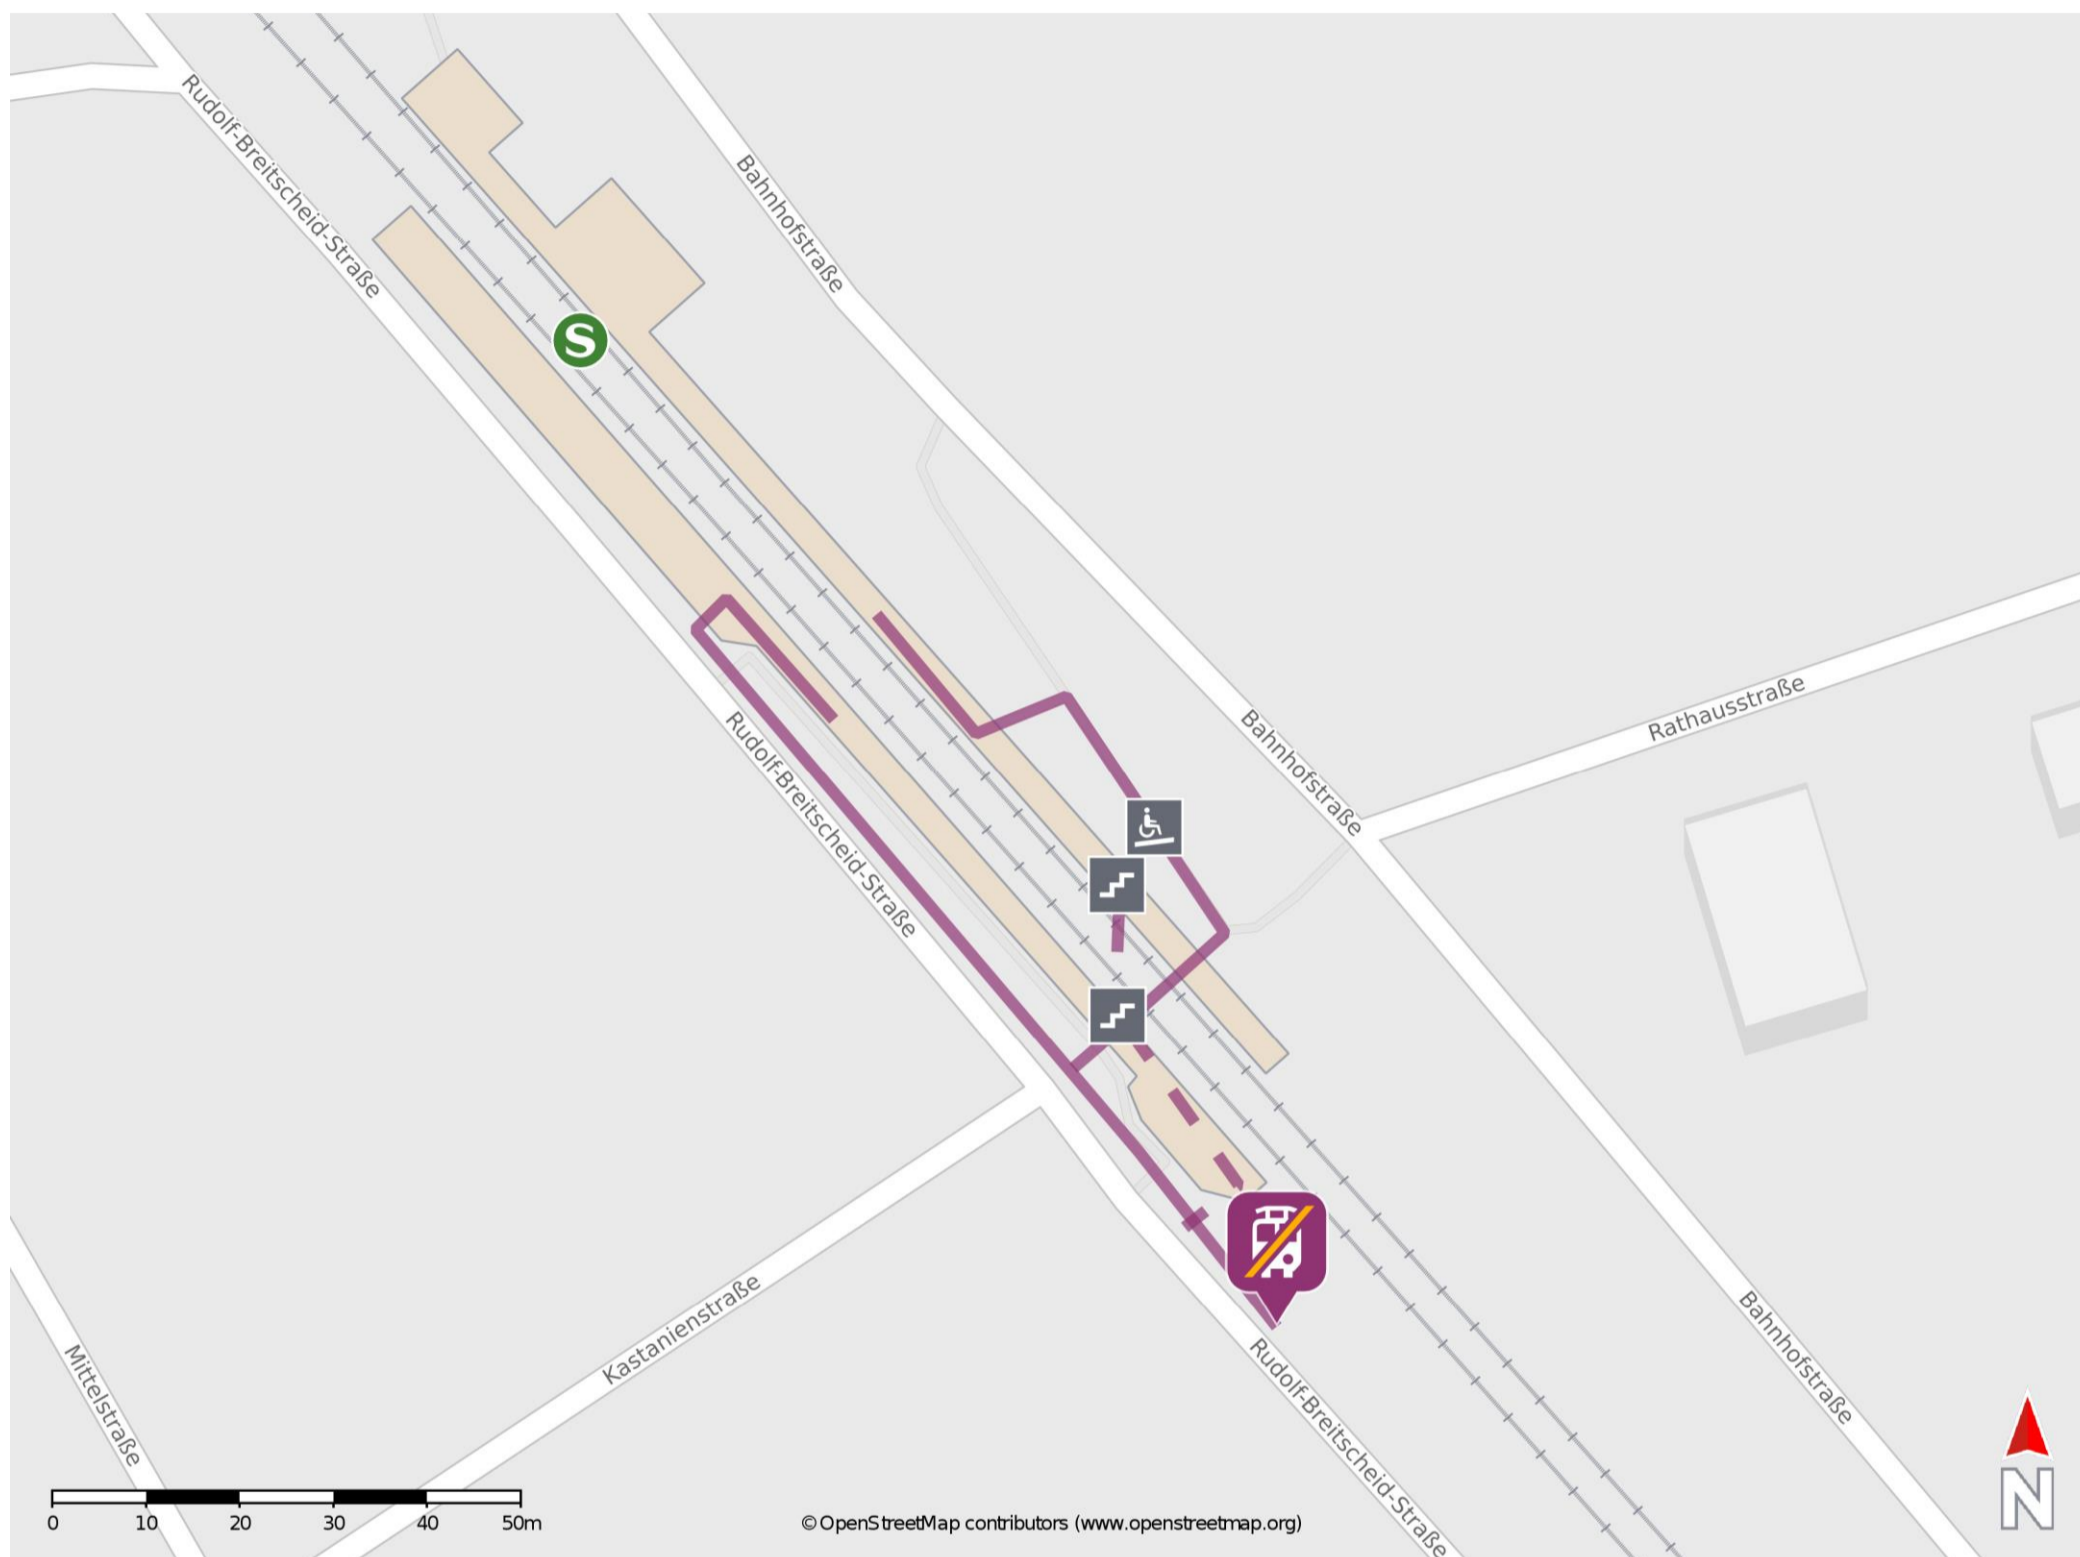 Rudolf-Breitscheid-Straße
Bahnhofstraße
S
Rathausstraße
Bahnhofstraße
Rudolf-Breitscheid-Straße
Kastanienstraße
Mittelstraße
Bahnhofstraße
Rudolf-Breitscheid-Straße
N
0 10 20 30 40 50m
© OpenStreetMap contributors (www.openstreetmap.org)